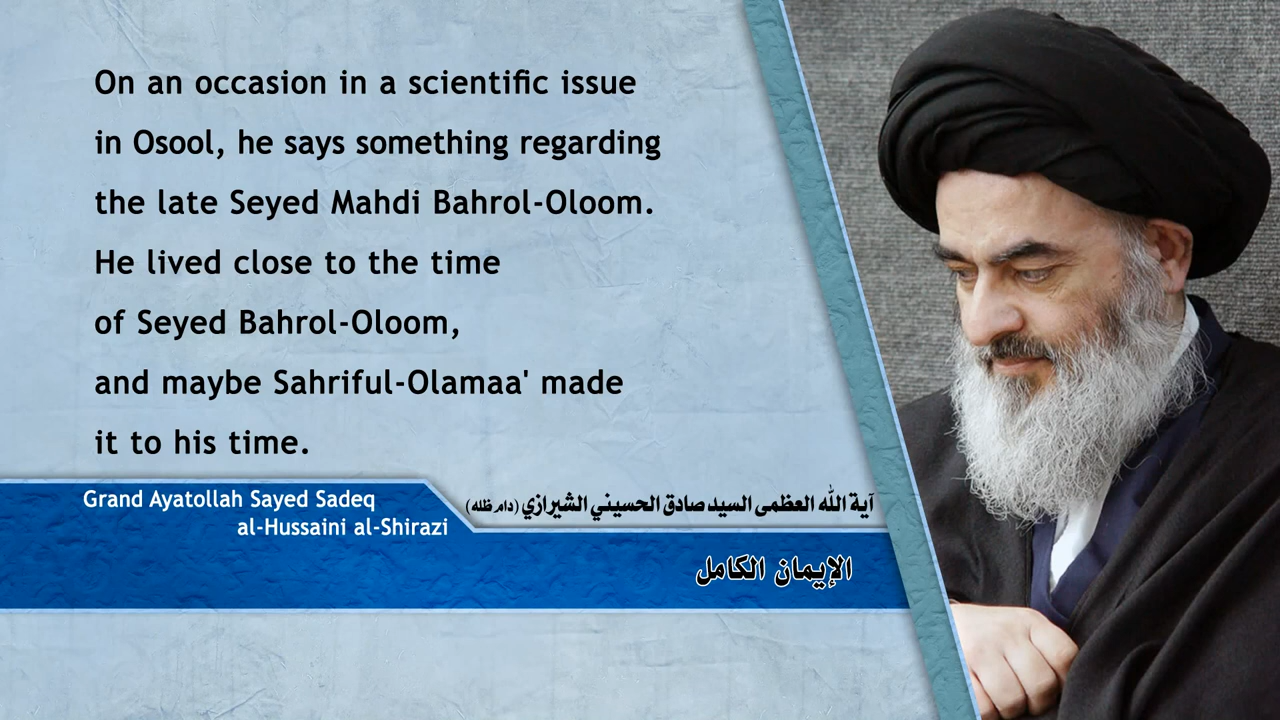 On an occasion in a scientific issue
in Osool, he says something regarding
the late Seyed Mahdi Bahrol-Oloom.
He lived close to the time
of Seyed Bahrol-Oloom,
and maybe Sahriful-Olamaa' made
it to his time.
Grand Ayatollah Sayed Sadeq
al-Hussaini al-Shirazi
آية الله العظمى السيد صادق الحسيني الشيرازي (دام ظله)
الإيمان الكامل